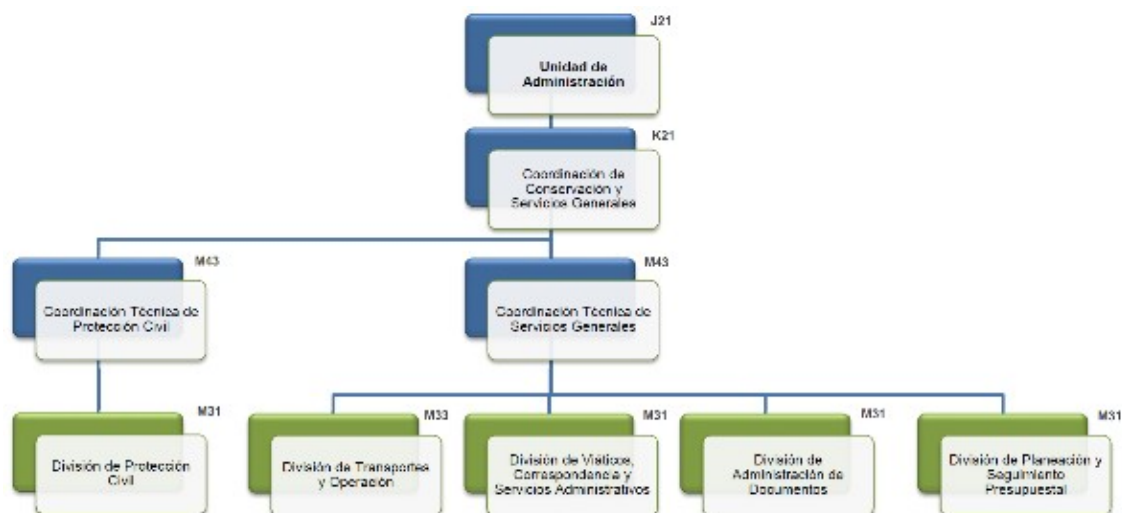 J21
Unidad de
Administración
K21
Coordinación de
Conservación y
Servicios Generales
M43
Coordinación Técnica de
Protección Civil
M43
Coordinación Técnica de
Servicios Generales
M31
División de Protección
Civil
M33
División de Transportes
y Operación
M31
División de Viáticos,
Correspondencia y
Servicios Administrativos
M31
División de
Administración de
Documentos
M31
División de Planeación y
Seguimiento
Presupuestal